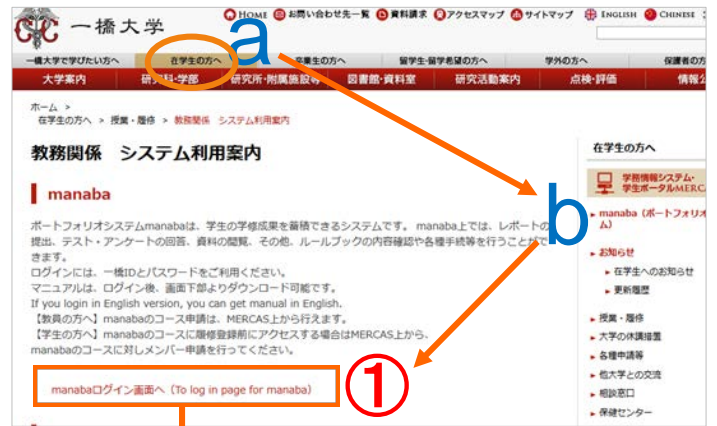 一橋大学
HOME お問い合わせ先一覧 資料請求 アクセスマップ サイトマップ ENGLISH CHINESE
a
一橋大学で学びたい方へ 在学生の方へ 卒業生の方へ 留学生・留学希望の方へ 学外の方へ 保護者の方
大学案内 研究科・学部 研究所・附属施設等 図書館・資料室 研究活動案内 点検・評価 情報公
ホーム >
在学生の方へ > 授業・履修 > 教務関係 システム利用案内
教務関係 システム利用案内
manaba
ポートフォリオシステムmanabaは、学生の学修成果を蓄積できるシステムです。 manaba上では、レポートの
提出、テスト・アンケートの回答、資料の閲覧、その他、ルールブックの内容確認や各種手続等を行うことがで
きます。
ログインには、一橋IDとパスワードをご利用ください。
マニュアルは、ログイン後、画面下部よりダウンロード可能です。
If you login in English version, you can get manual in English.
【教員の方へ】manabaのコース申請は、MERCAS上から行えます。
【学生の方へ】manabaのコースに履修登録前にアクセスする場合はMERCAS上から、
manabaのコースに対しメンバー申請を行ってください。
manabaログイン画面へ（To log in page for manaba）
①
b
在学生の方へ
学務情報システム・
学生ポータルMERCA
manaba（ポートフォリオ
ム）
お知らせ
在学生へのお知らせ
更新履歴
授業・履修
大学の休講措置
各種申請等
他大学との交流
相談窓口
保健センター